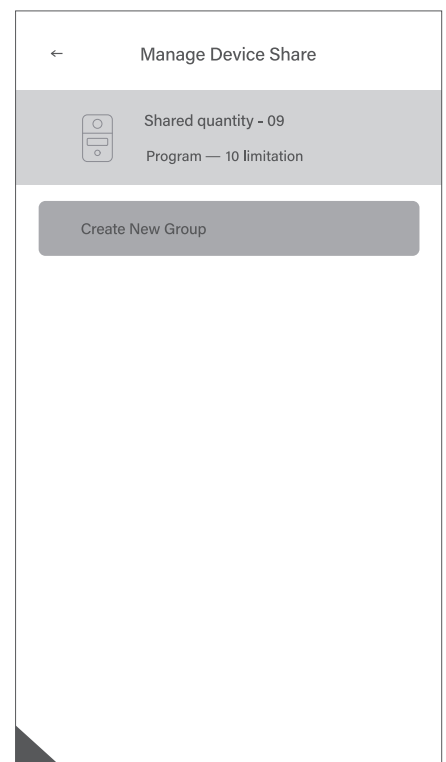 Manage Device Share
Shared quantity - 09
Program — 10 limitation
Create New Group